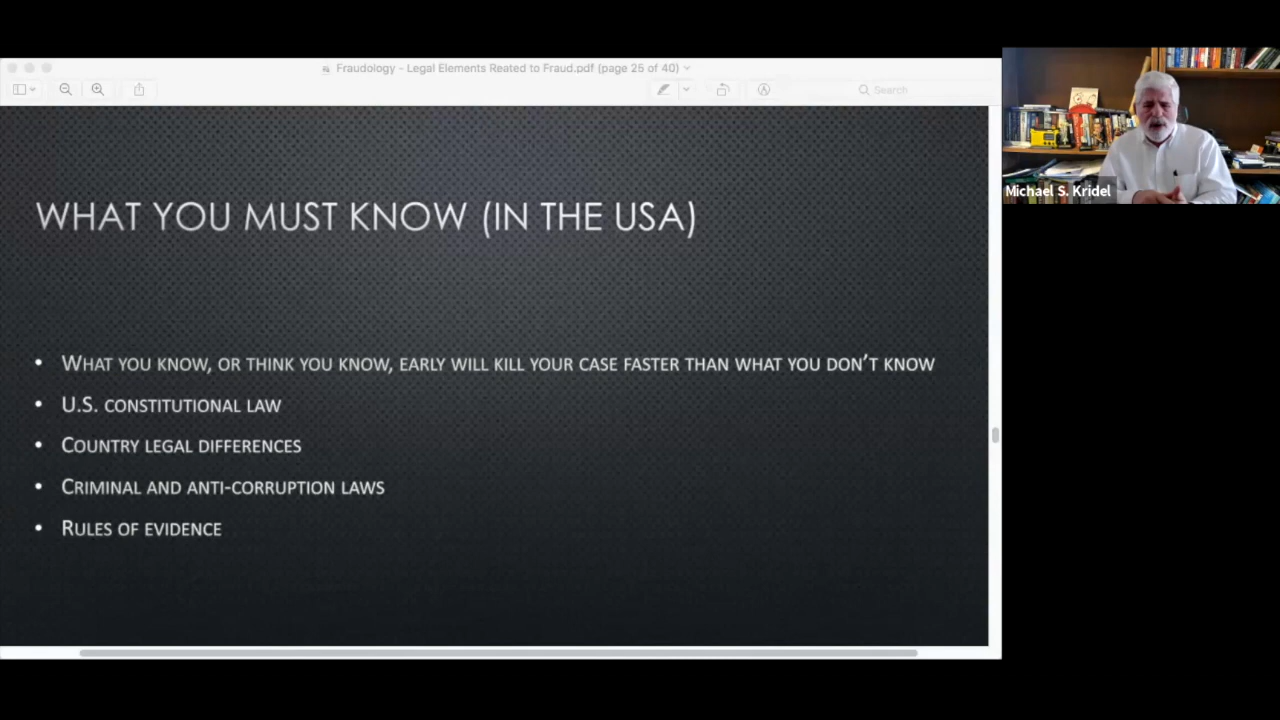 Fraudology - Legal Elements Reated to Fraud.pdf (page 25 of 40)
Search
WHAT YOU MUST KNOW (IN THE USA)
• WHAT YOU KNOW, OR THINK YOU KNOW, EARLY WILL KILL YOUR CASE FASTER THAN WHAT YOU DON'T KNOW
• U.S. CONSTITUTIONAL LAW
• COUNTRY LEGAL DIFFERENCES
• CRIMINAL AND ANTI-CORRUPTION LAWS
• RULES OF EVIDENCE
Michael S. Kridel